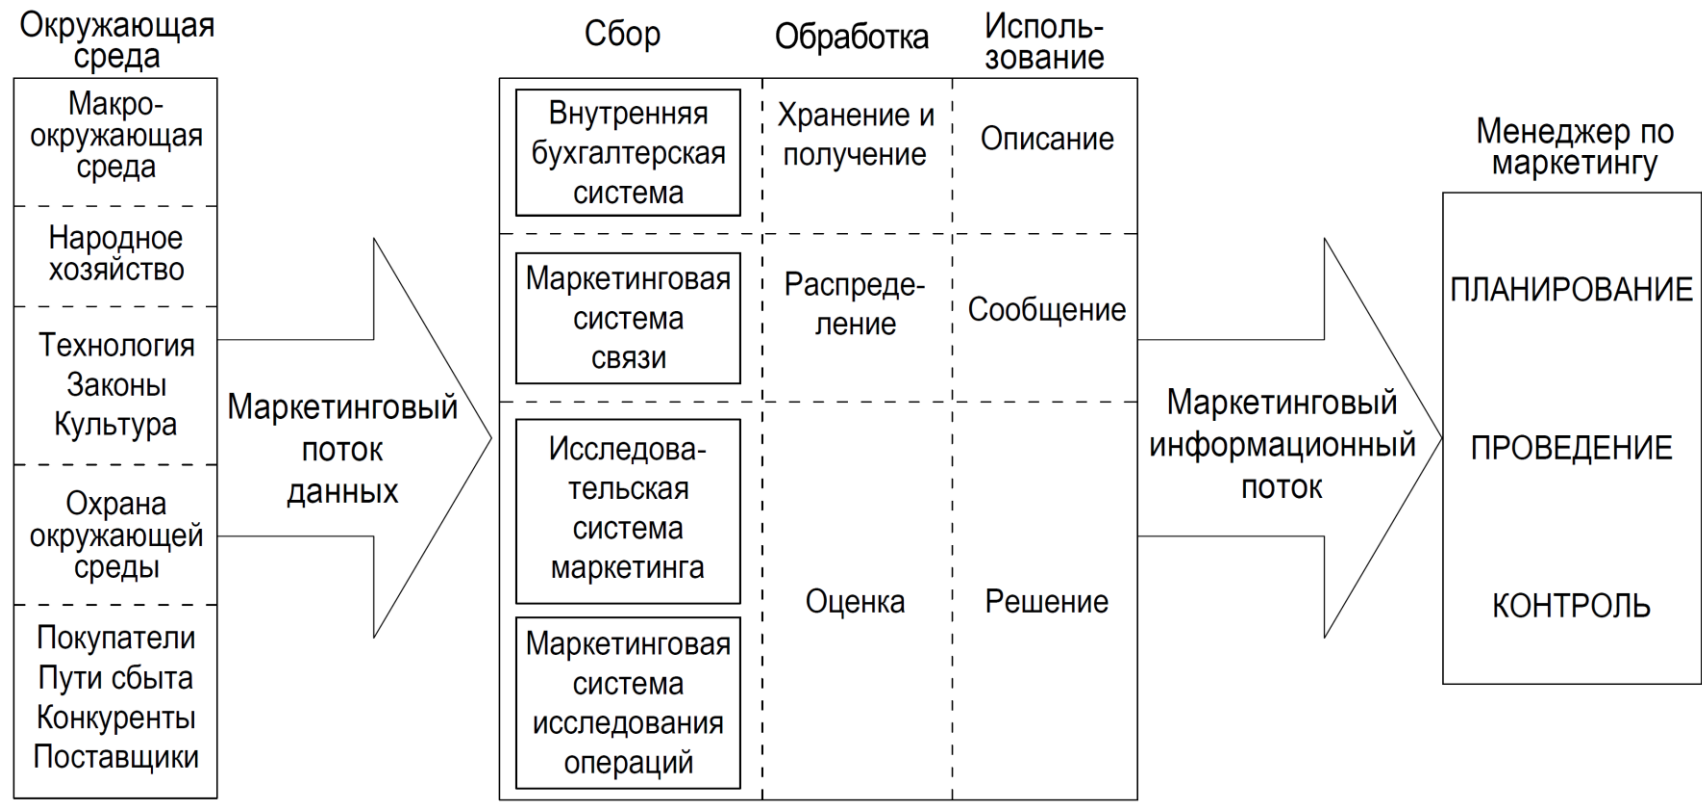 Окружающая
среда
Макро-
окружающая
среда
Народное
хозяйство
Технология
Законы
Культура
Охрана
окружающей
среды
Покупатели
Пути сбыта
Конкуренты
Поставщики
Маркетинговый
поток
данных
Сбор
Внутренняя
бухгалтерская
система
Маркетинговая
система
связи
Исследова-
тельская
система
маркетинга
Маркетинговая
система
исследования
операций
Обработка
Хранение и
получение
Распреде-
ление
Оценка
Исполь-
зование
Описание
Сообщение
Решение
Маркетинговый
информационный
поток
Менеджер по
маркетингу
ПЛАНИРОВАНИЕ
ПРОВЕДЕНИЕ
КОНТРОЛЬ